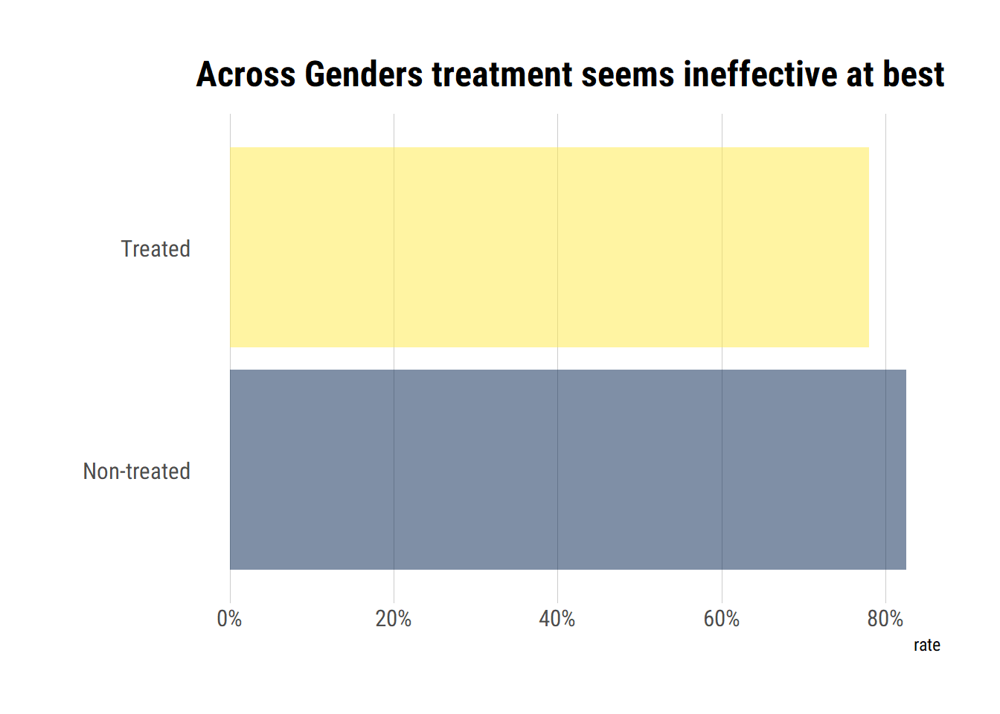 Across Genders treatment seems ineffective at best
Treated
Non-treated
0% 20% 40% 60% 80%
rate